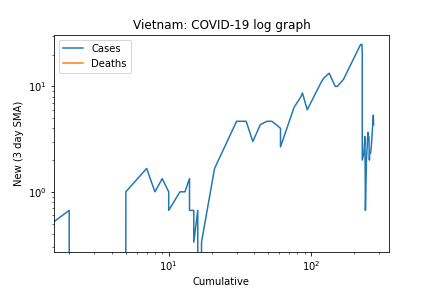 Vietnam: COVID-19 log graph
Cases
Deaths
New (3 day SMA)
10¹
10⁰
10¹
10²
Cumulative